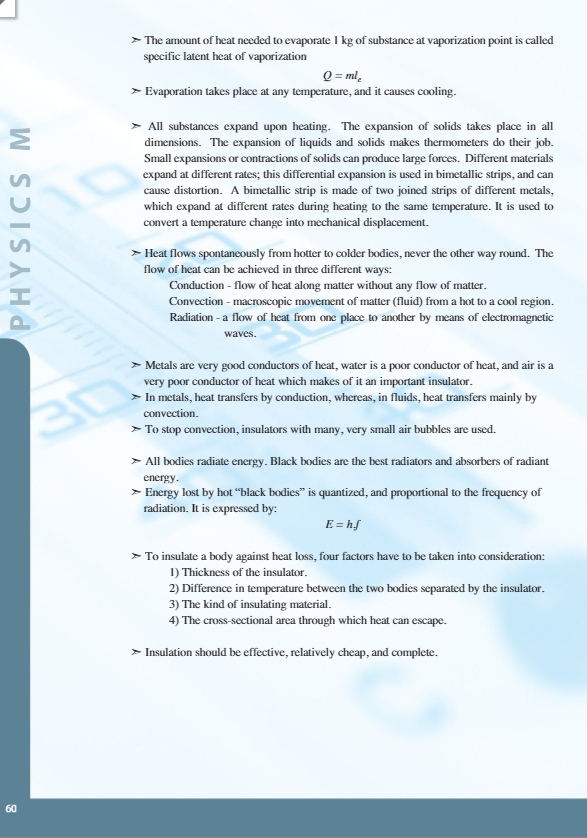 ➣ The amount of heat needed to evaporate 1 kg of substance at vaporization point is called
specific latent heat of vaporization
Q = mlₑ
➣ Evaporation takes place at any temperature, and it causes cooling.
➣ All substances expand upon heating. The expansion of solids takes place in all
dimensions. The expansion of liquids and solids makes thermometers do their job.
Small expansions or contractions of solids can produce large forces. Different materials
expand at different rates; this differential expansion is used in bimetallic strips, and can
cause distortion. A bimetallic strip is made of two joined strips of different metals,
which expand at different rates during heating to the same temperature. It is used to
convert a temperature change into mechanical displacement.
➣ Heat flows spontaneously from hotter to colder bodies, never the other way round. The
flow of heat can be achieved in three different ways:
Conduction - flow of heat along matter without any flow of matter.
Convection - macroscopic movement of matter (fluid) from a hot to a cool region.
Radiation - a flow of heat from one place to another by means of electromagnetic
waves.
➣ Metals are very good conductors of heat, water is a poor conductor of heat, and air is a
very poor conductor of heat which makes of it an important insulator.
➣ In metals, heat transfers by conduction, whereas, in fluids, heat transfers mainly by
convection.
➣ To stop convection, insulators with many, very small air bubbles are used.
➣ All bodies radiate energy. Black bodies are the best radiators and absorbers of radiant
energy.
➣ Energy lost by hot “black bodies” is quantized, and proportional to the frequency of
radiation. It is expressed by:
E = h.f
➣ To insulate a body against heat loss, four factors have to be taken into consideration:
1) Thickness of the insulator.
2) Difference in temperature between the two bodies separated by the insulator.
3) The kind of insulating material.
4) The cross-sectional area through which heat can escape.
➣ Insulation should be effective, relatively cheap, and complete.
PHYSICS M
60